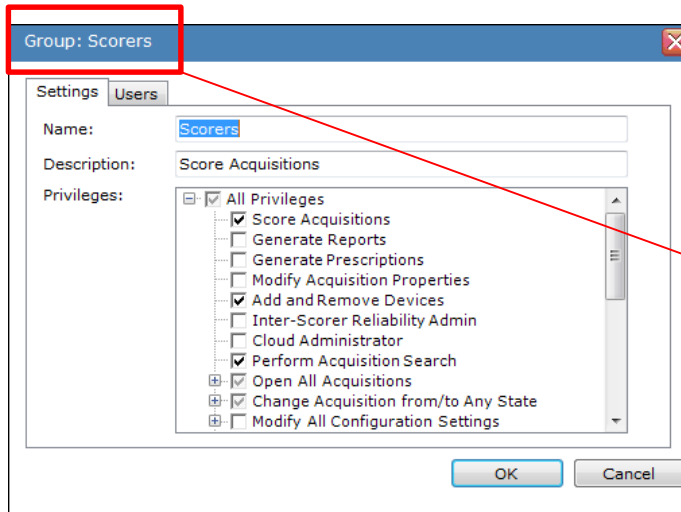 Group: Scorers
Settings Users
Name: Scorers
Description: Score Acquisitions
Privileges: All Privileges
Score Acquisitions
Generate Reports
Generate Prescriptions
Modify Acquisition Properties
Add and Remove Devices
Inter-Scorer Reliability Admin
Cloud Administrator
Perform Acquisition Search
Open All Acquisitions
Change Acquisition from/to Any State
Modify All Configuration Settings
OK Cancel